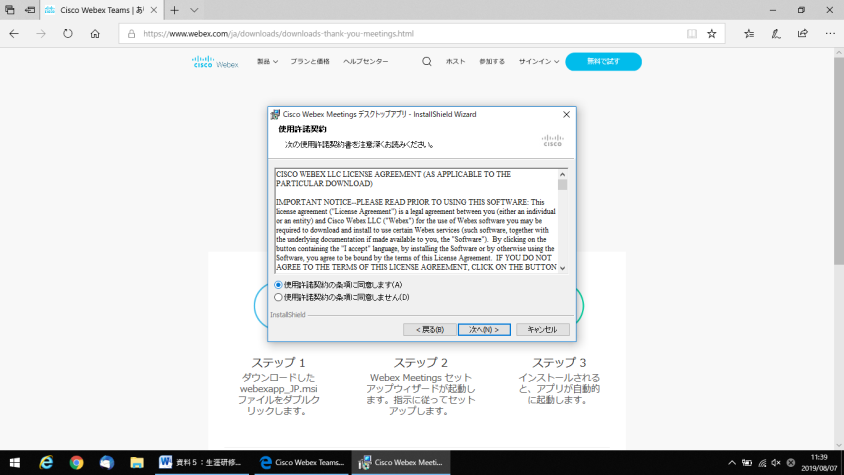 Cisco Webex Teams | あり
https://www.webex.com/ja/downloads/downloads-thank-you-meetings.html
CISCO Webex 製品 プランと価格 ヘルプセンター ホスト 参加する サインイン 無料で試す
Cisco Webex Meetings デスクトップアプリ - InstallShield Wizard
使用許諾契約
次の使用許諾契約書を注意深くお読みください。
CISCO
CISCO WEBEX LLC LICENSE AGREEMENT (AS APPLICABLE TO THE
PARTICULAR DOWNLOAD)
IMPORTANT NOTICE--PLEASE READ PRIOR TO USING THIS SOFTWARE: This
license agreement ("License Agreement") is a legal agreement between you (either an individual
or an entity) and Cisco Webex LLC ("Webex") for the use of Webex software you may be
required to download and install to use certain Webex services (such software, together with
the underlying documentation if made available to you, the "Software"). By clicking on the
button containing the "I accept" language, by installing the Software or by otherwise using the
Software, you agree to be bound by the terms of this License Agreement. IF YOU DO NOT
AGREE TO THE TERMS OF THIS LICENSE AGREEMENT, CLICK ON THE BUTTON
使用許諾契約の条項に同意します(A)
使用許諾契約の条項に同意しません(D)
InstallShield
< 戻る(B) 次へ(N) > キャンセル
ステップ 1
ダウンロードした
webexapp_JP.msi
ファイルをダブルク
リックします。
ステップ 2
Webex Meetings セット
アップウィザードが起動し
ます。指示に従ってセット
アップします。
ステップ 3
インストールされる
と、アプリが自動的
に起動します。
資料５：生涯研修... Cisco Webex Teams... Cisco Webex Meeti...
11:39
2019/08/07